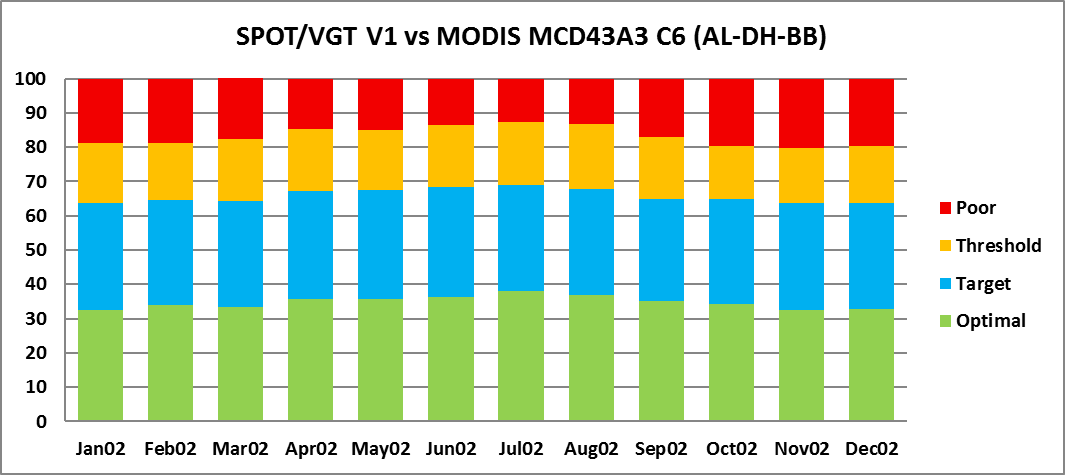 SPOT/VGT V1 vs MODIS MCD43A3 C6 (AL-DH-BB)
100
90
80
70
60
50
40
30
20
10
0
Jan02 Feb02 Mar02 Apr02 May02 Jun02 Jul02 Aug02 Sep02 Oct02 Nov02 Dec02
Poor
Threshold
Target
Optimal